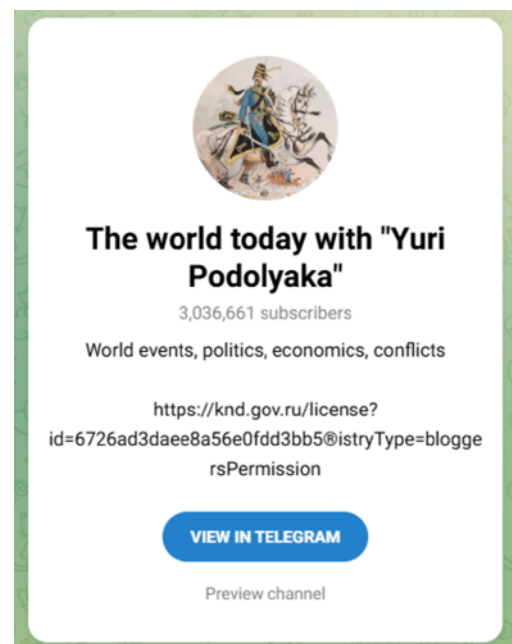 The world today with "Yuri
Podolyaka"
3,036,661 subscribers
World events, politics, economics, conflicts
https://knd.gov.ru/license?
id=6726ad3daee8a56e0fdd3bb5®istryType=blogge
rsPermission
VIEW IN TELEGRAM
Preview channel